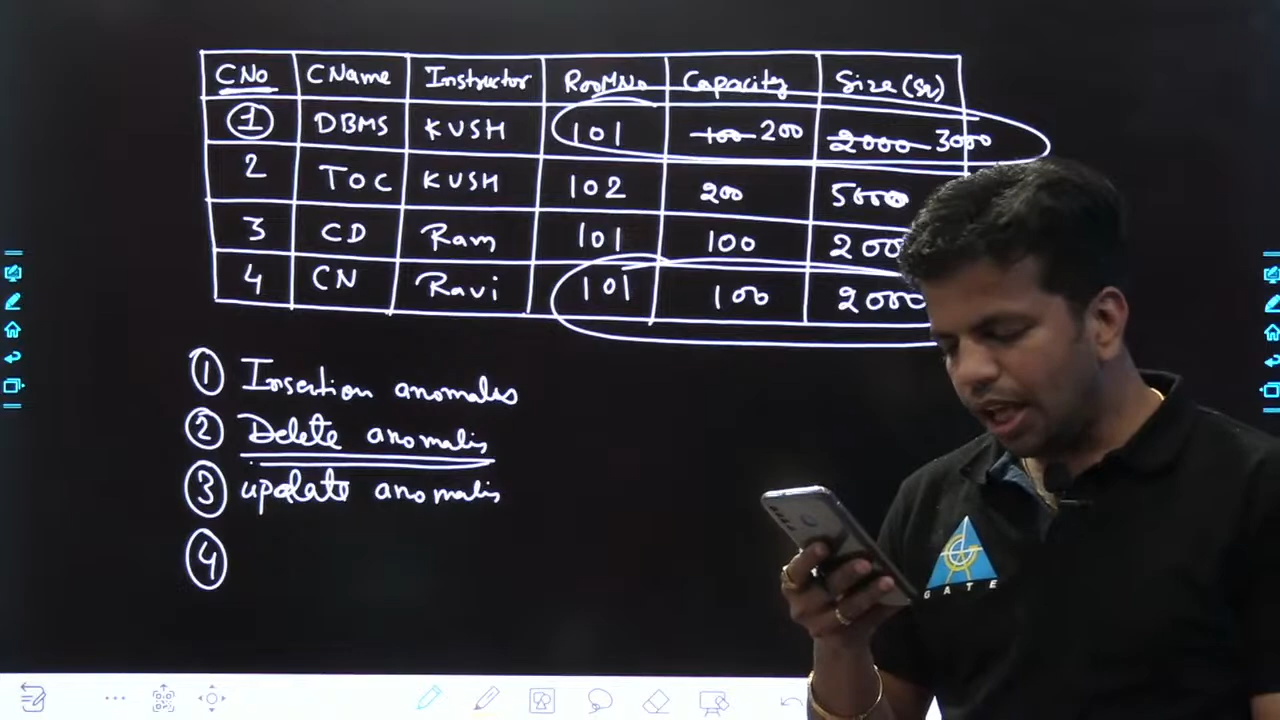 CNo CName Instructor RooMNo Capacity Size(Sr)
1 DBMS KUSH 101 100 200 2000 3000
2 TOC KUSH 102 200 5000
3 CD Ram 101 100 2000
4 CN Ravi 101 100 2000
1 Insertion anomalies
2 Delete anomalis
3 update anomalis
4
GATE